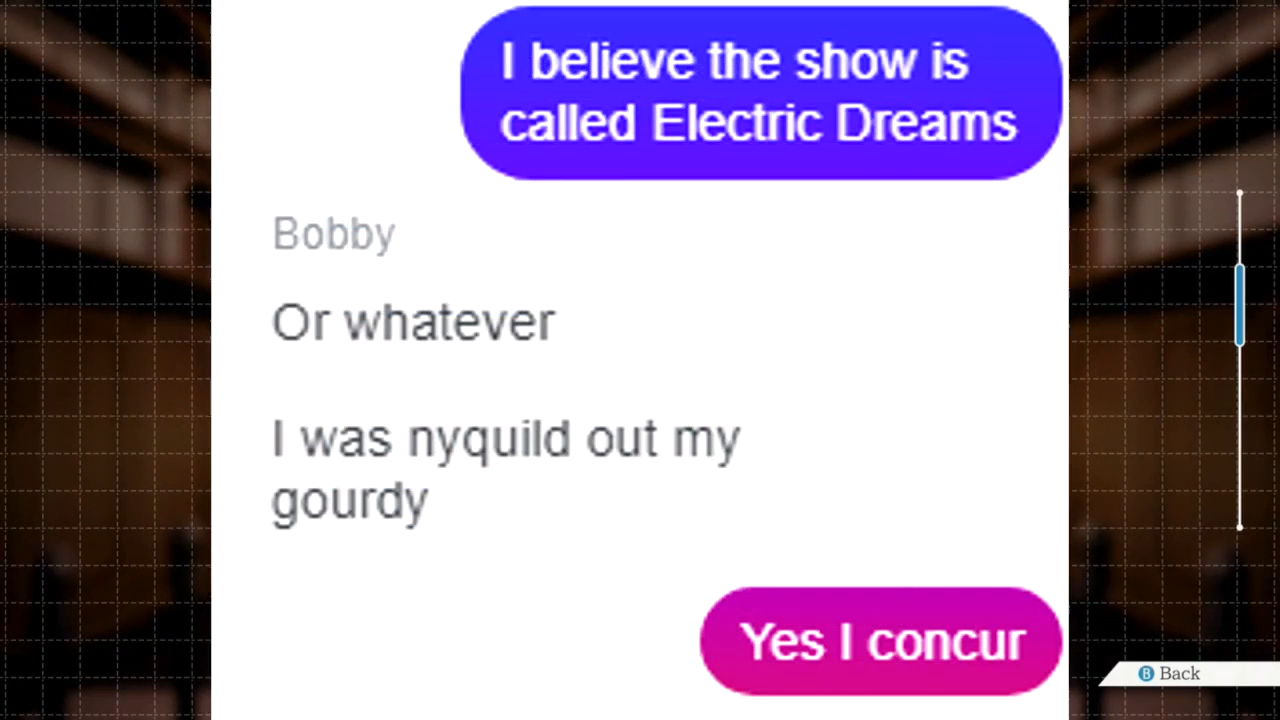 I believe the show is
called Electric Dreams
Bobby
Or whatever
I was nyquild out my
gourdy
Yes I concur
B Back